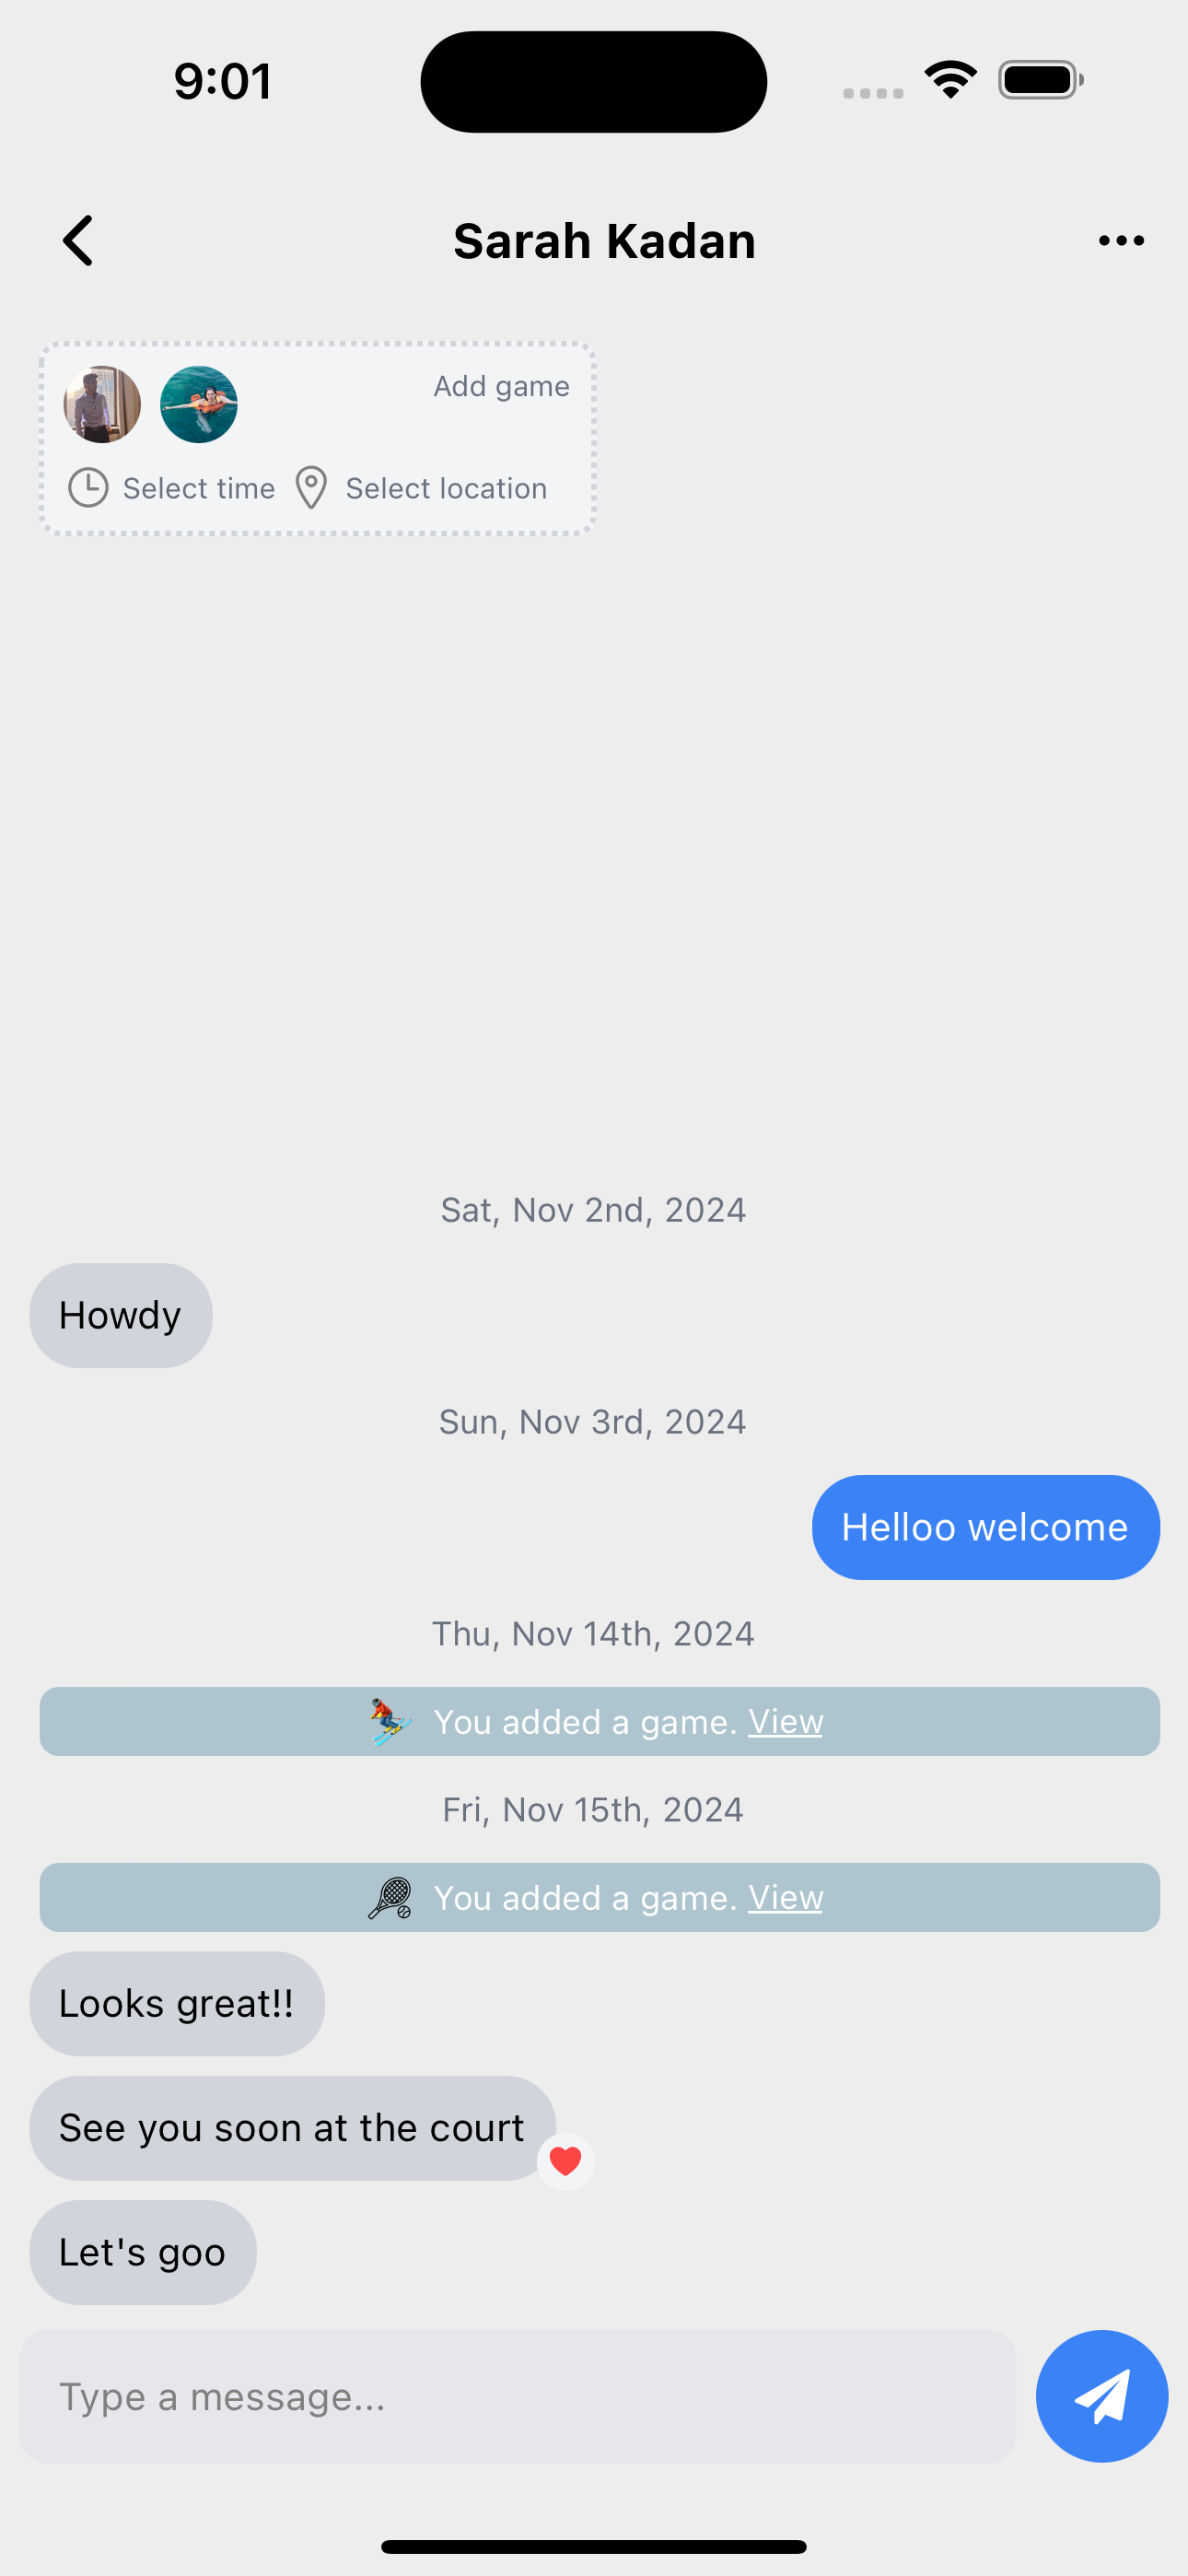 9:01
Sarah Kadan
Add game
Select time Select location
Sat, Nov 2nd, 2024
Howdy
Sun, Nov 3rd, 2024
Helloo welcome
Thu, Nov 14th, 2024
You added a game. View
Fri, Nov 15th, 2024
You added a game. View
Looks great!!
See you soon at the court
Let's goo
Type a message...